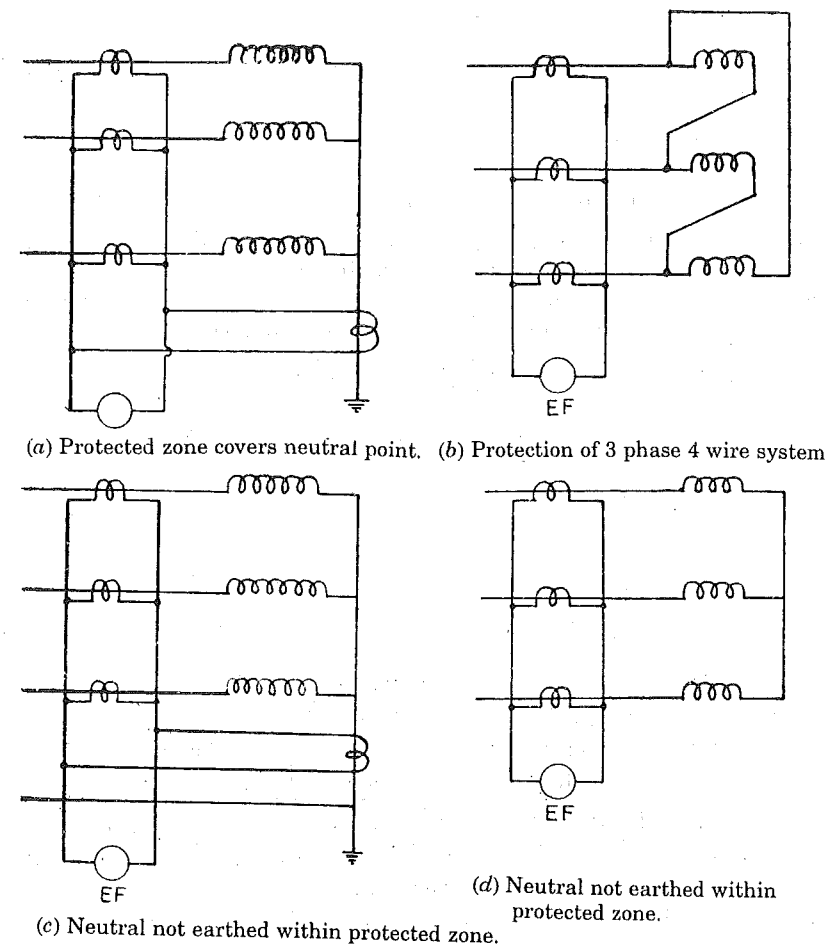 EF
(a) Protected zone covers neutral point. (b) Protection of 3 phase 4 wire system
EF
EF
(c) Neutral not earthed within protected zone.
(d) Neutral not earthed within
protected zone.